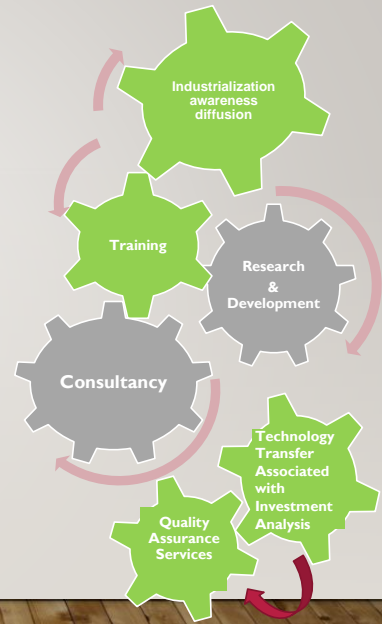 Industrialization
awareness
diffusion
Training
Research
&
Development
Consultancy
Technology
Transfer
Associated
with
Investment
Analysis
Quality
Assurance
Services